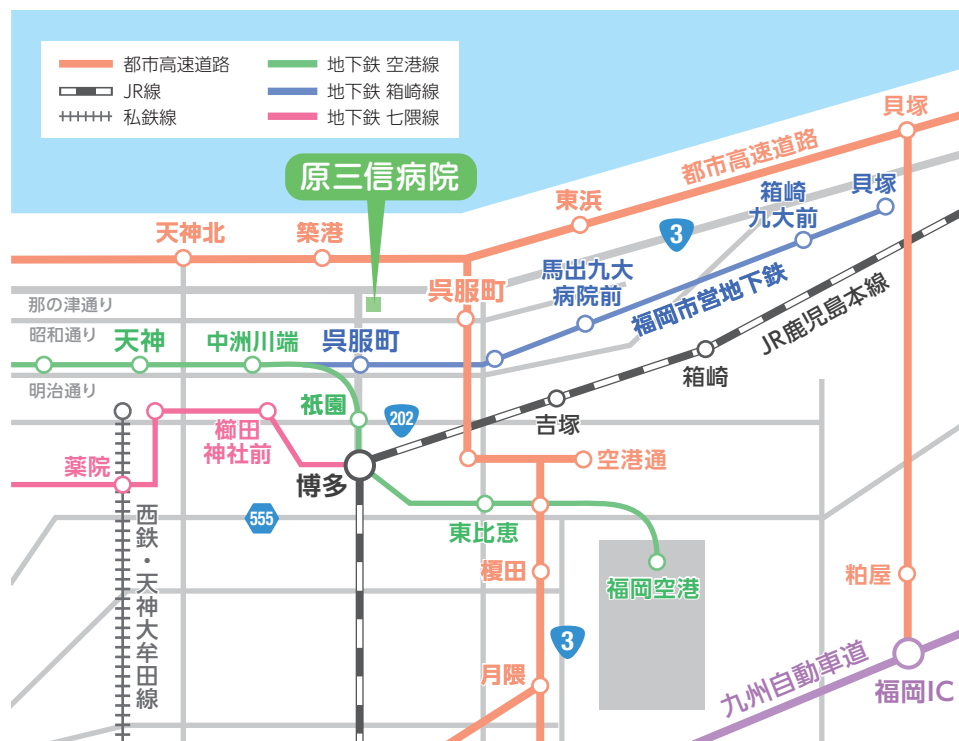 都市高速道路
JR線
私鉄線
地下鉄 空港線
地下鉄 箱崎線
地下鉄 七隈線
原三信病院
貝塚
都市高速道路
東浜
箱崎
九大前
貝塚
3
天神北
築港
呉服町
馬出九大
病院前
福岡市営地下鉄
JR鹿児島本線
那の津通り
昭和通り
天神
中洲川端
呉服町
明治通り
箱崎
祇園
202
吉塚
櫛田
神社前
薬院
博多
空港通
555
東比恵
西鉄・天神大牟田線
榎田
福岡空港
粕屋
3
月隈
九州自動車道
福岡IC